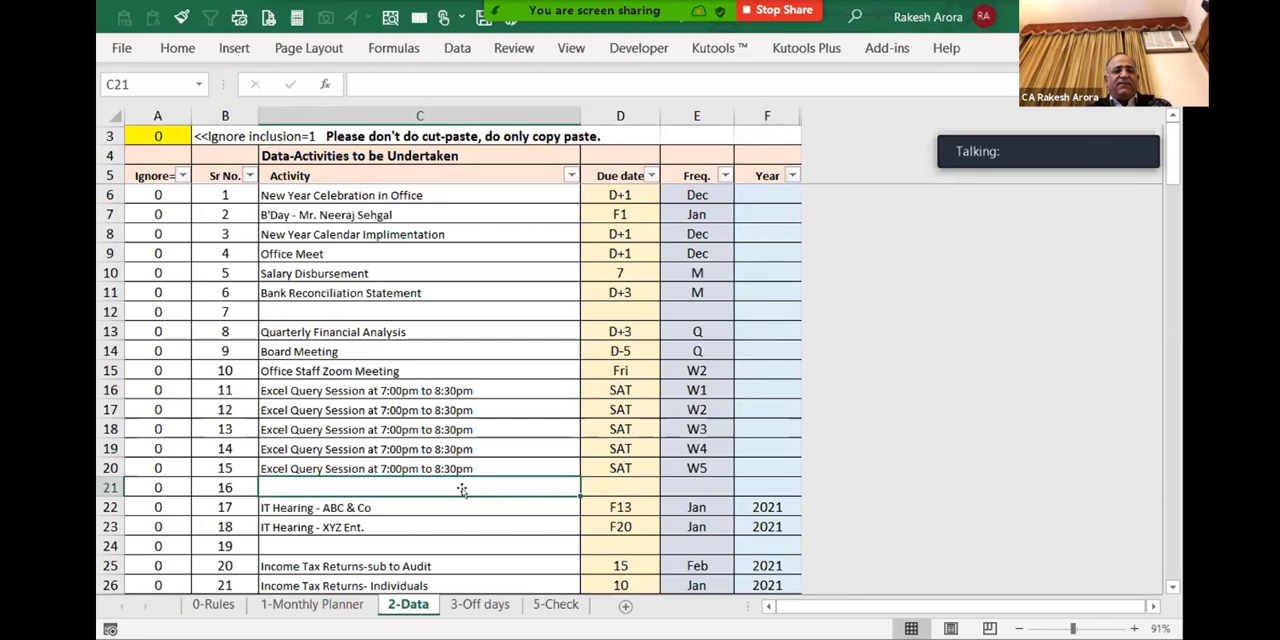 You are screen sharing Stop Share Rakesh Arora RA
File Home Insert Page Layout Formulas Data Review View Developer Kutools ™ Kutools Plus Add-ins Help
CA Rakesh Arora
C21 fx
A B C D E F
Talking:
3 0 <<Ignore inclusion=1 Please don't do cut-paste, do only copy paste.
4 Data-Activities to be Undertaken
5 Ignore= Sr No. Activity Due date Freq. Year
6 0 1 New Year Celebration in Office D+1 Dec
7 0 2 B'Day - Mr. Neeraj Sehgal F1 Jan
8 0 3 New Year Calendar Implimentation D+1 Dec
9 0 4 Office Meet D+1 Dec
10 0 5 Salary Disbursement 7 M
11 0 6 Bank Reconciliation Statement D+3 M
12 0 7
13 0 8 Quarterly Financial Analysis D+3 Q
14 0 9 Board Meeting D-5 Q
15 0 10 Office Staff Zoom Meeting Fri W2
16 0 11 Excel Query Session at 7:00pm to 8:30pm SAT W1
17 0 12 Excel Query Session at 7:00pm to 8:30pm SAT W2
18 0 13 Excel Query Session at 7:00pm to 8:30pm SAT W3
19 0 14 Excel Query Session at 7:00pm to 8:30pm SAT W4
20 0 15 Excel Query Session at 7:00pm to 8:30pm SAT W5
21 0 16
22 0 17 IT Hearing - ABC & Co F13 Jan 2021
23 0 18 IT Hearing - XYZ Ent. F20 Jan 2021
24 0 19
25 0 20 Income Tax Returns-sub to Audit 15 Feb 2021
26 0 21 Income Tax Returns- Individuals 10 Jan 2021
0-Rules 1-Monthly Planner 2-Data 3-Off days 5-Check
91%